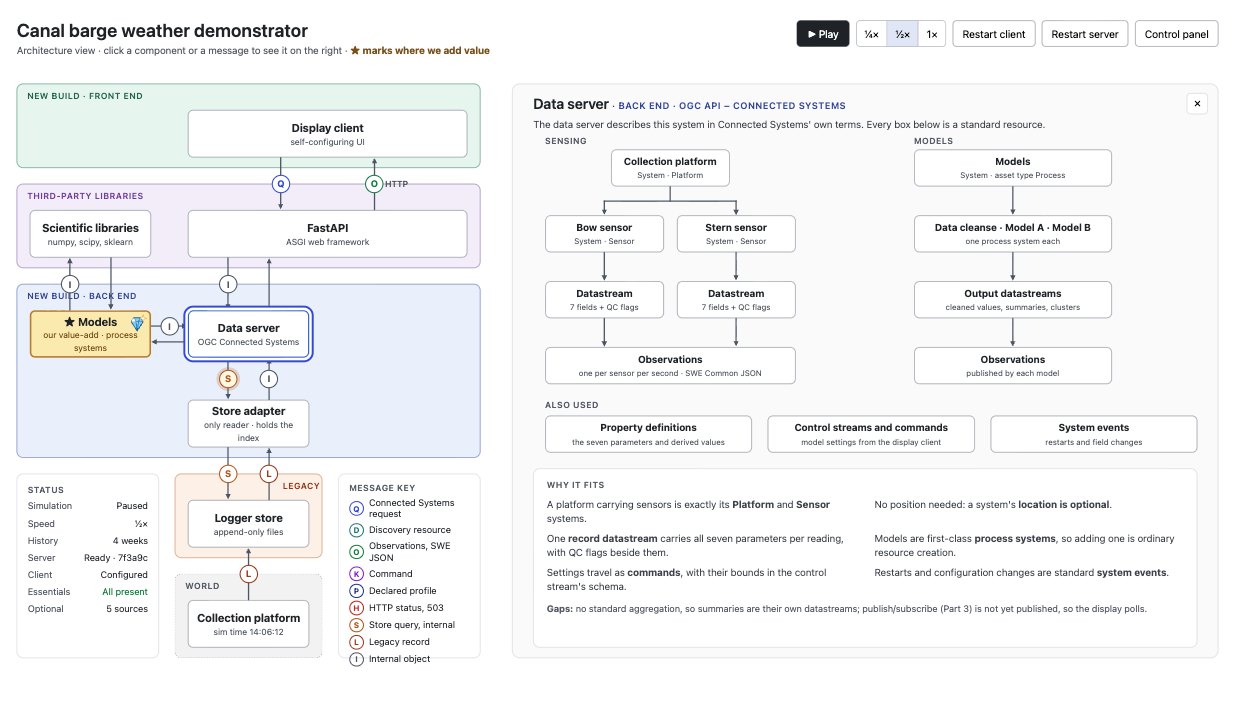 Canal barge weather demonstrator
Architecture view · click a component or a message to see it on the right · ★ marks where we add value
▶ Play
¼×
½×
1×
Restart client
Restart server
Control panel
NEW BUILD · FRONT END
Display client
self-configuring UI
Q
O
HTTP
THIRD-PARTY LIBRARIES
Scientific libraries
numpy, scipy, sklearn
FastAPI
ASGI web framework
I
I
NEW BUILD · BACK END
★ Models
our value-add · process
systems
I
Data server
OGC Connected Systems
S
I
Store adapter
only reader · holds the
index
S
L
LEGACY
Logger store
append-only files
L
WORLD
Collection platform
sim time 14:06:12
STATUS
Simulation Paused
Speed ½×
History 4 weeks
Server Ready · 7f3a9c
Client Configured
Essentials All present
Optional 5 sources
MESSAGE KEY
Q Connected Systems
request
D Discovery resource
O Observations, SWE
JSON
K Command
P Declared profile
H HTTP status, 503
S Store query, internal
L Legacy record
I Internal object
Data server · BACK END · OGC API – CONNECTED SYSTEMS
×
The data server describes this system in Connected Systems' own terms. Every box below is a standard resource.
SENSING
Collection platform
System · Platform
Bow sensor
System · Sensor
Stern sensor
System · Sensor
Datastream
7 fields + QC flags
Datastream
7 fields + QC flags
Observations
one per sensor per second · SWE Common JSON
MODELS
Models
System · asset type Process
Data cleanse · Model A · Model B
one process system each
Output datastreams
cleaned values, summaries, clusters
Observations
published by each model
ALSO USED
Property definitions
the seven parameters and derived values
Control streams and commands
model settings from the display client
System events
restarts and field changes
WHY IT FITS
A platform carrying sensors is exactly its Platform and Sensor
systems.
No position needed: a system's location is optional.
One record datastream carries all seven parameters per reading,
with QC flags beside them.
Models are first-class process systems, so adding one is ordinary
resource creation.
Settings travel as commands, with their bounds in the control
stream's schema.
Restarts and configuration changes are standard system events.
Gaps: no standard aggregation, so summaries are their own datastreams; publish/subscribe (Part 3) is not yet published, so the display polls.